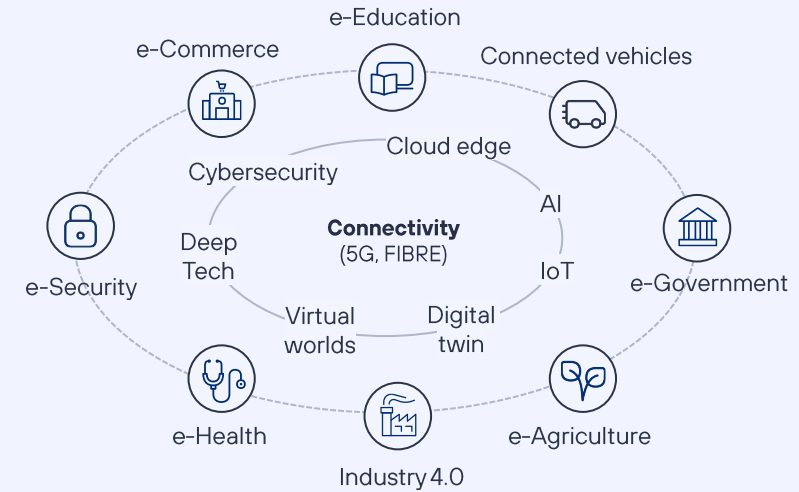 e-Education
e-Commerce
Connected vehicles
Cloud edge
Cybersecurity
AI
Connectivity
(5G, FIBRE)
Deep
Tech
IoT
e-Security
e-Government
Virtual
worlds
Digital
twin
e-Health
e-Agriculture
Industry 4.0